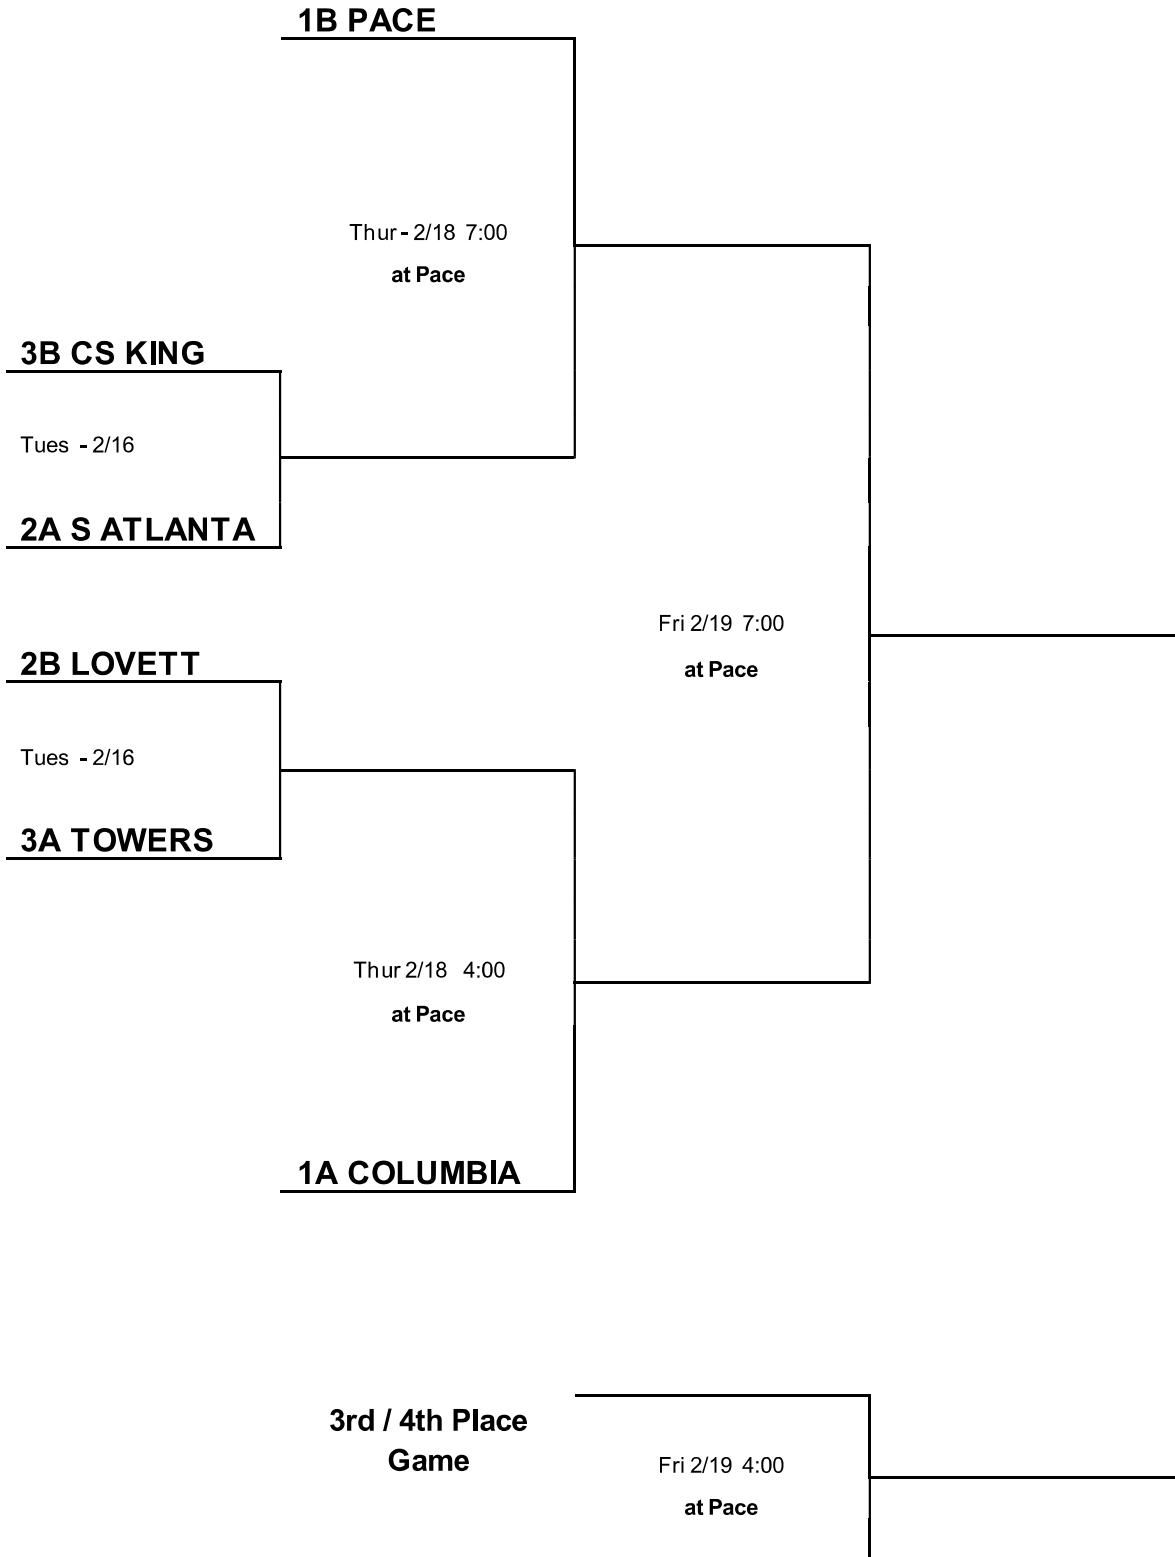 1B PACE
Thur - 2/18 7:00
at Pace
3B CS KING
Tues - 2/16
2A S ATLANTA
Fri 2/19 7:00
at Pace
2B LOVETT
Tues - 2/16
3A TOWERS
Thur 2/18 4:00
at Pace
1A COLUMBIA
3rd / 4th Place
Game
Fri 2/19 4:00
at Pace